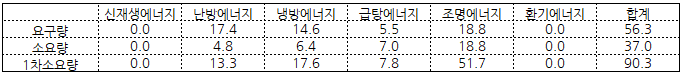 신재생에너지 난방에너지 냉방에너지 급탕에너지 조명에너지 환기에너지 합계
요구량 0.0 17.4 14.6 5.5 18.8 0.0 56.3
소요량 0.0 4.8 6.4 7.0 18.8 0.0 37.0
1차소요량 0.0 13.3 17.6 7.8 51.7 0.0 90.3